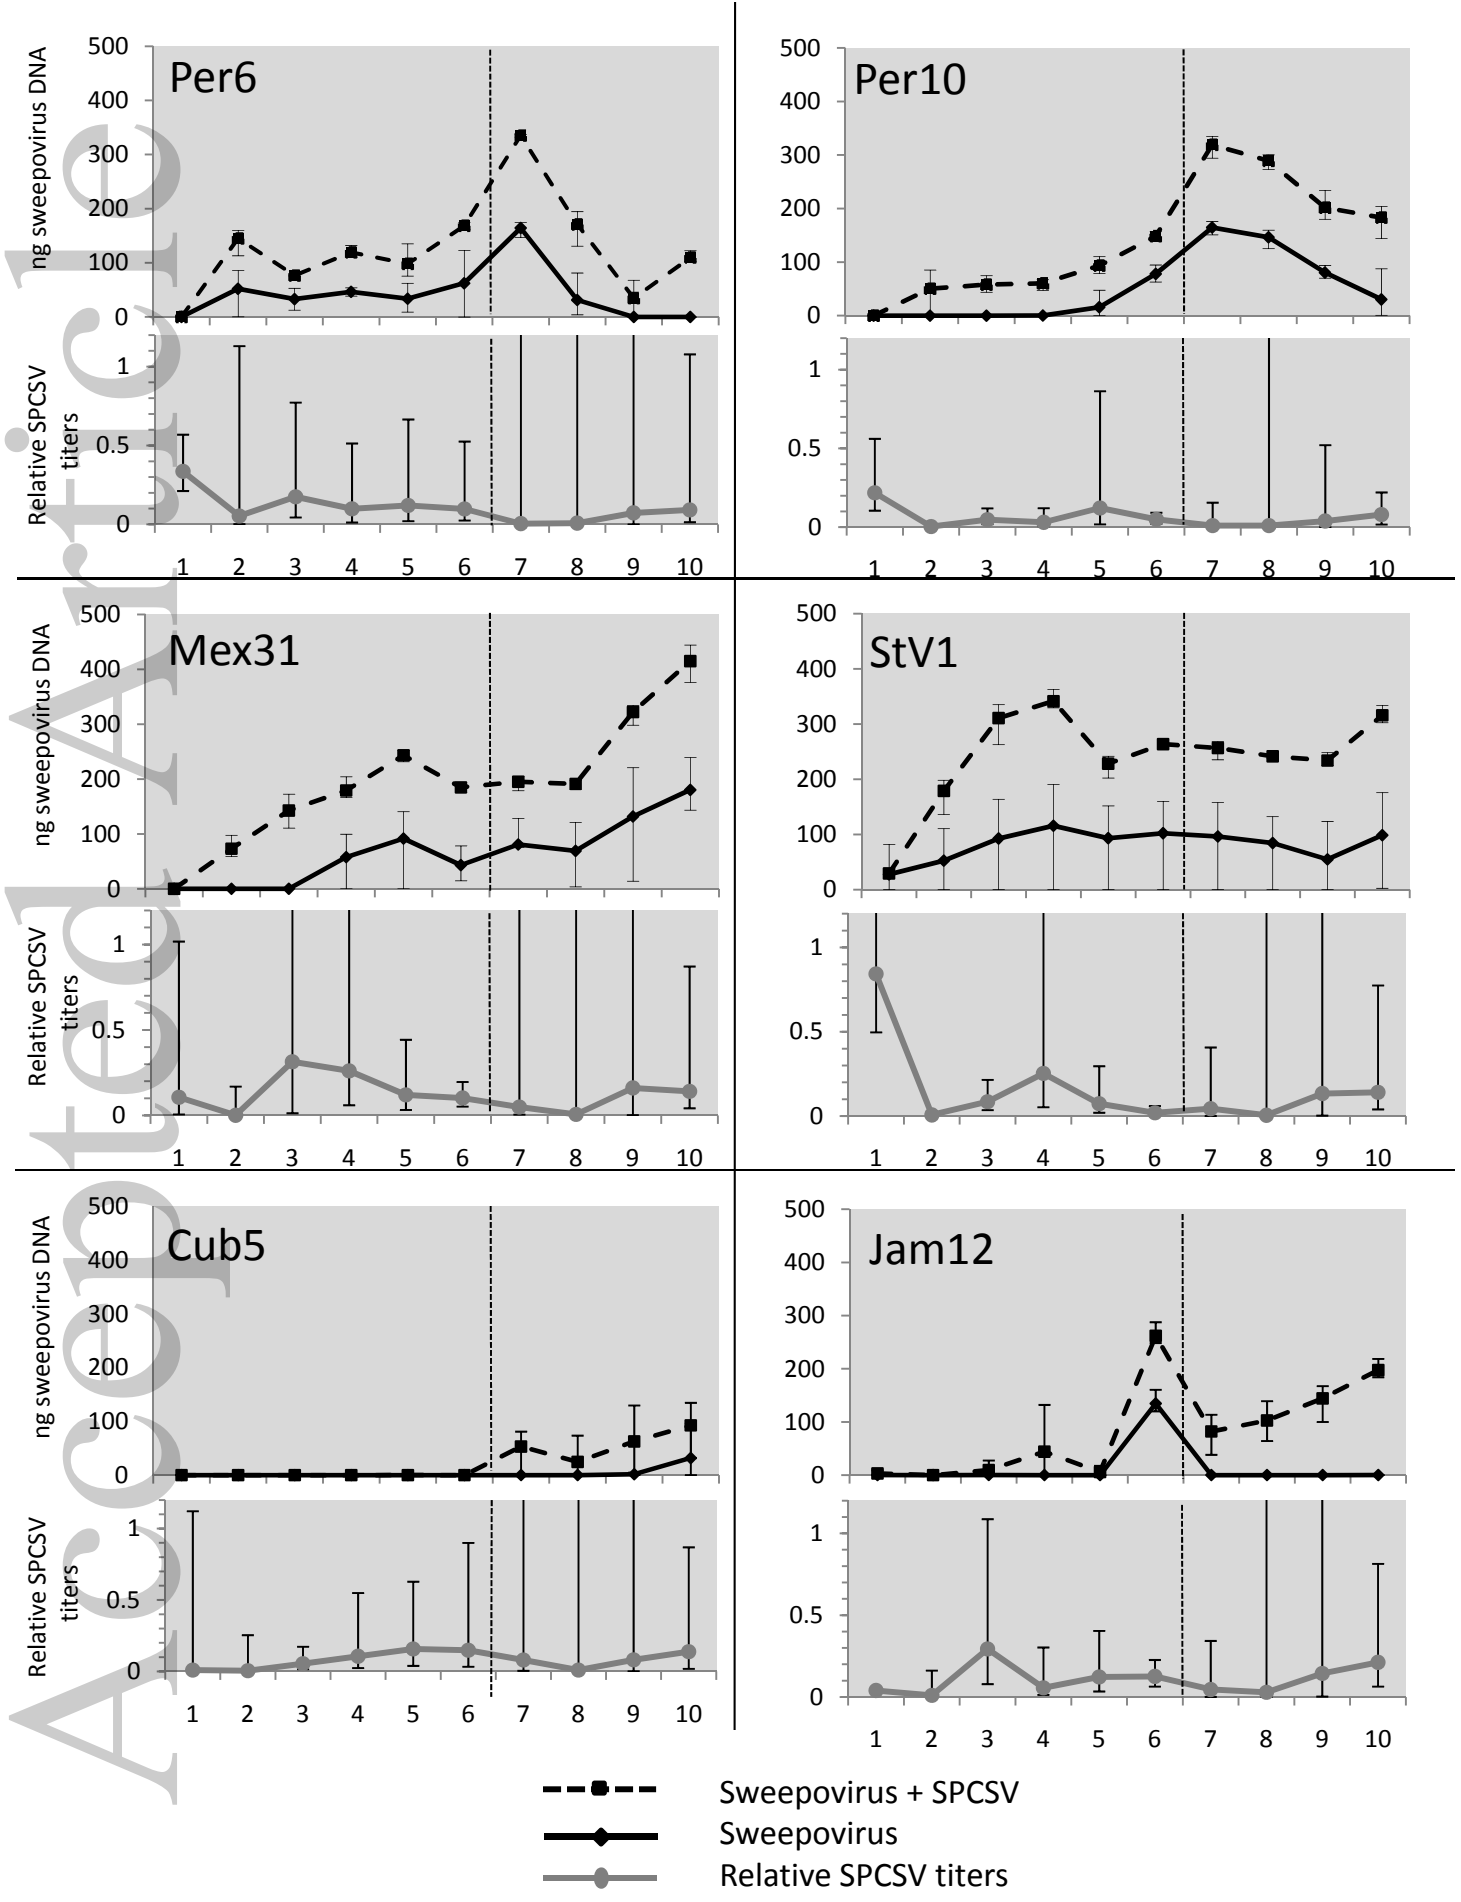 Accepted Article
Per6
ng sweepovirus DNA
500
400
300
200
100
0
Relative SPCSV
titers
1
0.5
0
1 2 3 4 5 6 7 8 9 10
Per10
500
400
300
200
100
0
1
0.5
0
1 2 3 4 5 6 7 8 9 10
Mex31
ng sweepovirus DNA
500
400
300
200
100
0
Relative SPCSV
titers
1
0.5
0
1 2 3 4 5 6 7 8 9 10
StV1
500
400
300
200
100
0
1
0.5
0
1 2 3 4 5 6 7 8 9 10
Cub5
ng sweepovirus DNA
500
400
300
200
100
0
Relative SPCSV
titers
1
0.5
0
1 2 3 4 5 6 7 8 9 10
Jam12
500
400
300
200
100
0
1
0.5
0
1 2 3 4 5 6 7 8 9 10
Sweepovirus + SPCSV
Sweepovirus
Relative SPCSV titers